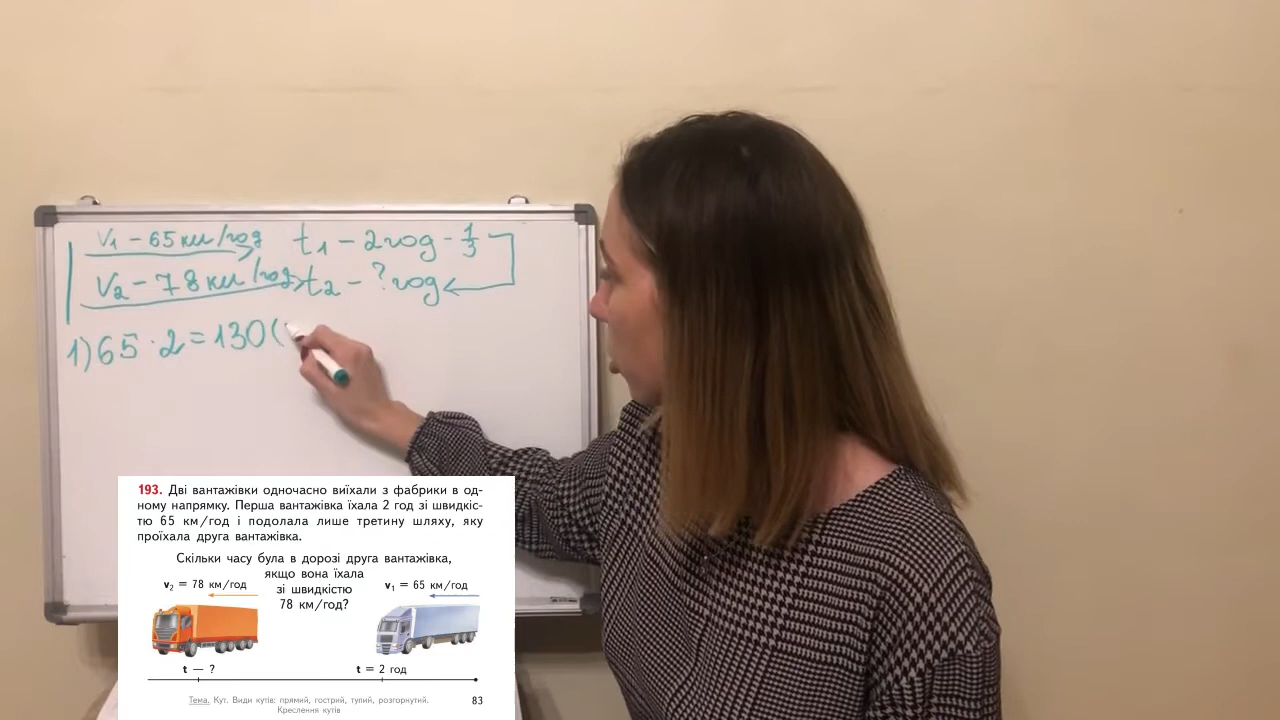 v₁ – 65 км/год t₁ – 2 год – 1/3
v₂ – 78 км/год t₂ – ? год
1) 65 · 2 = 130 (
193. Дві вантажівки одночасно виїхали з фабрики в од-
ному напрямку. Перша вантажівка їхала 2 год зі швидкіс-
тю 65 км/год і подолала лише третину шляху, яку
проїхала друга вантажівка.
Скільки часу була в дорозі друга вантажівка,
якщо вона їхала
зі швидкістю
78 км/год?
v₂ = 78 км/год
v₁ = 65 км/год
t — ?
t = 2 год
Тема. Кут. Види кутів: прямий, гострий, тупий, розгорнутий.
Креслення кутів
83